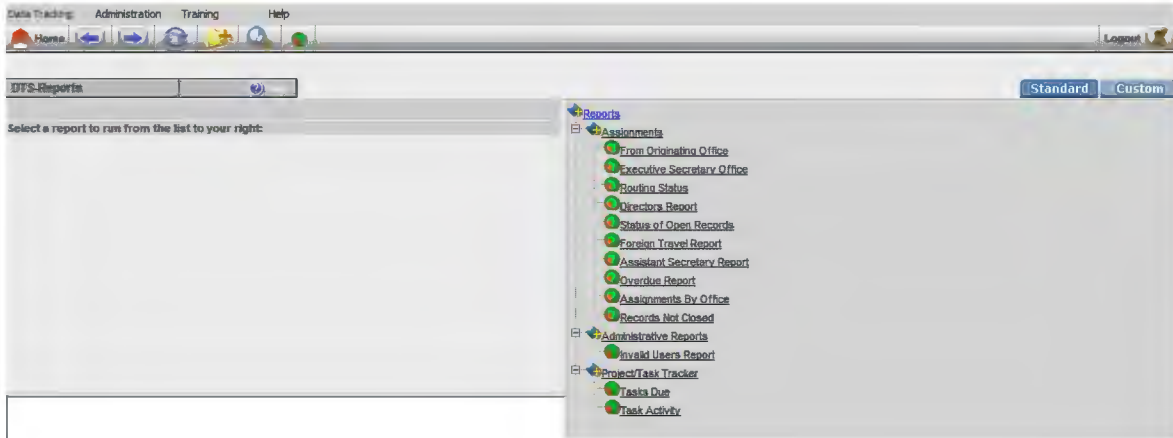 Data Tracking Administration Training Help
Home Logout
DTS-Reports
Standard Custom
Select a report to run from the list to your right:
Reports
Assignments
From Originating Office
Executive Secretary Office
Routing Status
Directors Report
Status of Open Records
Foreign Travel Report
Assistant Secretary Report
Overdue Report
Assignments By Office
Records Not Closed
Administrative Reports
Invalid Users Report
Project/Task Tracker
Tasks Due
Task Activity